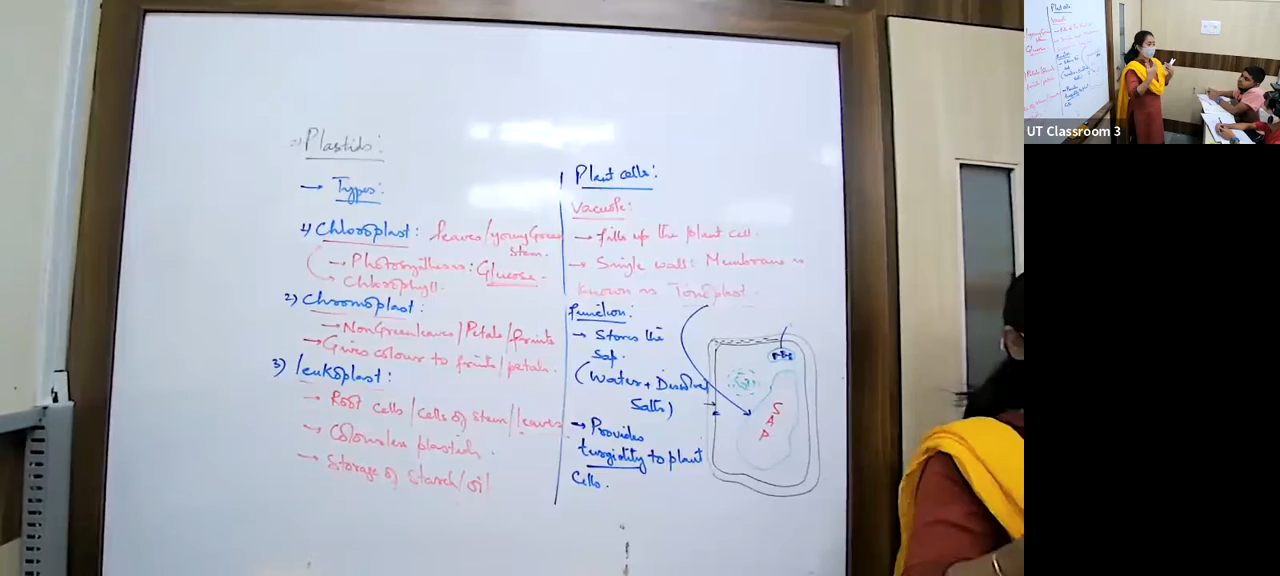 Plastids:
→ Types:
1) Chloroplast: leaves/young Green
stem.
→ Photosynthesis: Glucose.
→ Chlorophyll.
2) Chromoplast:
→ Non Green leaves/Petals/fruits
→ Gives colour to fruits/petals.
3) leukoplast:
→ Root cells/cells of stem/leaves
→ Colourless plastids.
→ Storage of starch/oil
Plant cells:
Vacuole:
→ fills up the plant cell.
→ Single wall: Membrane is
known as Tonoplast.
function:
→ Stores the
Sap.
(Water + Dissolved
Salts)
→ Provides
turgidity to plant
Cells.
SAP
UT Classroom 3